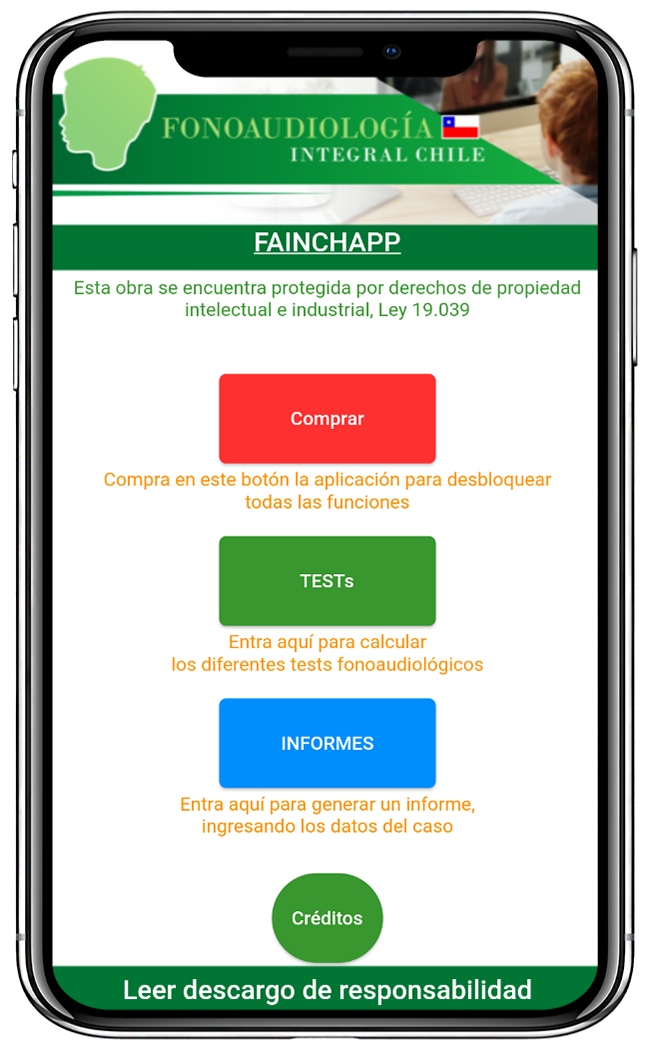 FONOAUDIOLOGÍA
INTEGRAL CHILE
FAINCHAPP
Esta obra se encuentra protegida por derechos de propiedad
intelectual e industrial, Ley 19.039
Comprar
Compra en este botón la aplicación para desbloquear
todas las funciones
TESTs
Entra aquí para calcular
los diferentes tests fonoaudiológicos
INFORMES
Entra aquí para generar un informe,
ingresando los datos del caso
Créditos
Leer descargo de responsabilidad